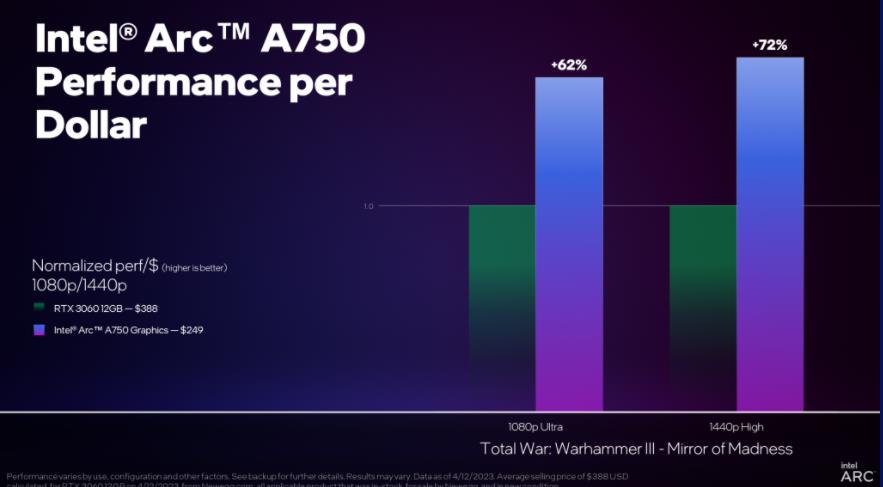 Intel® Arc™ A750
Performance per
Dollar
+62%
+72%
1.0
Normalized perf/$ (higher is better)
1080p/1440p
RTX 3060 12GB — $388
Intel® Arc™ A750 Graphics — $249
1080p Ultra
1440p High
Total War: Warhammer III - Mirror of Madness
Performance varies by use, configuration and other factors. See backup for further details. Results may vary. Data as of 4/12/2023. Average selling price of $388 USD
intel
ARC™